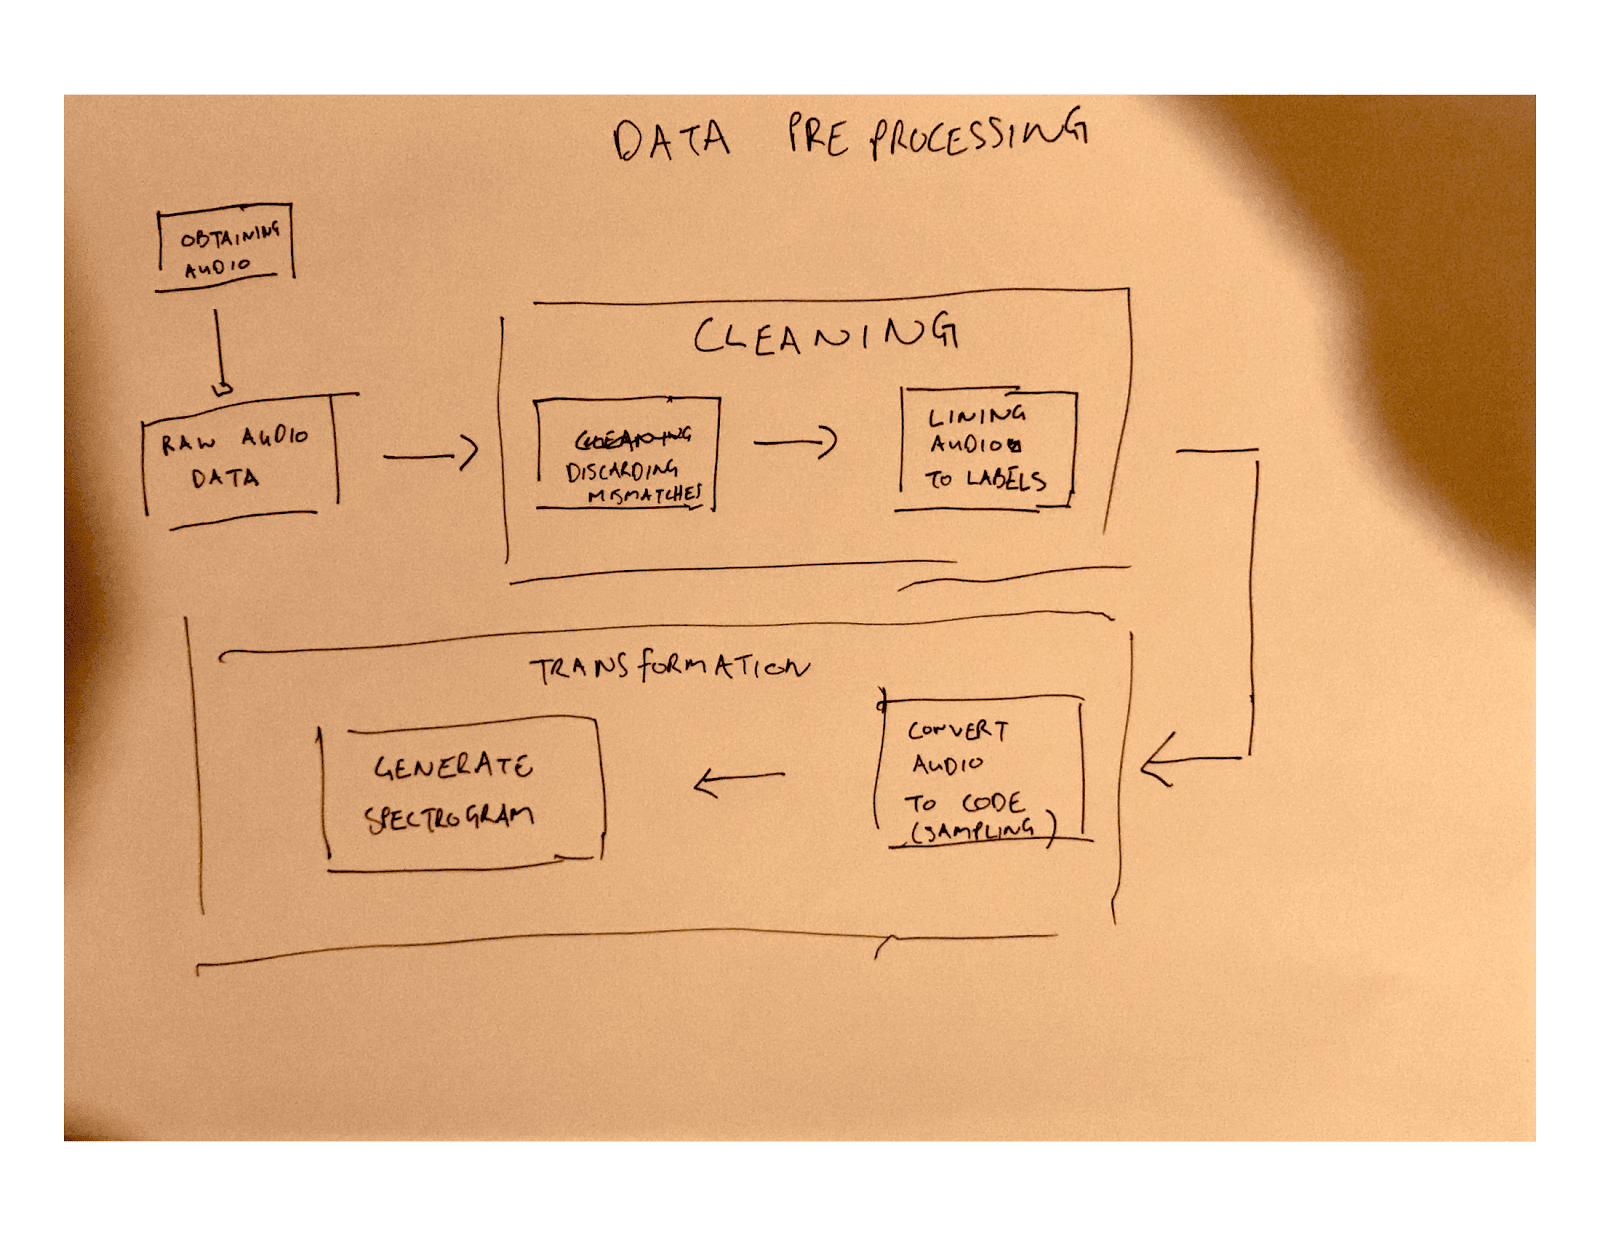 DATA PRE PROCESSING
OBTAINING
AUDIO
RAW AUDIO
DATA
CLEANING
CLEANING
DISCARDING
MISMATCHES
LINING
AUDIO
TO LABELS
TRANSFORMATION
CONVERT
AUDIO
TO CODE
(SAMPLING)
GENERATE
SPECTROGRAM